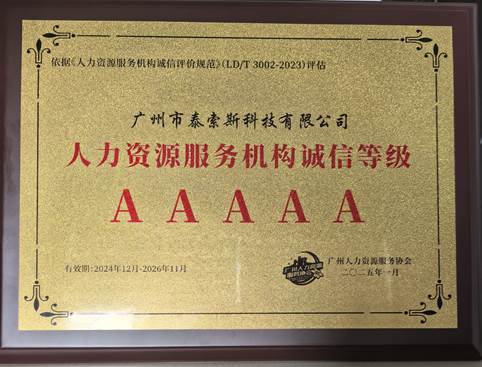 依据《人力资源服务机构诚信评价规范》(LD/T 3002-2023)评估
广州市泰索斯科技有限公司
人力资源服务机构诚信等级
AAAAA
广州人力资源服务协会
有效期:2024年12月-2026年11月
二〇二五年一月